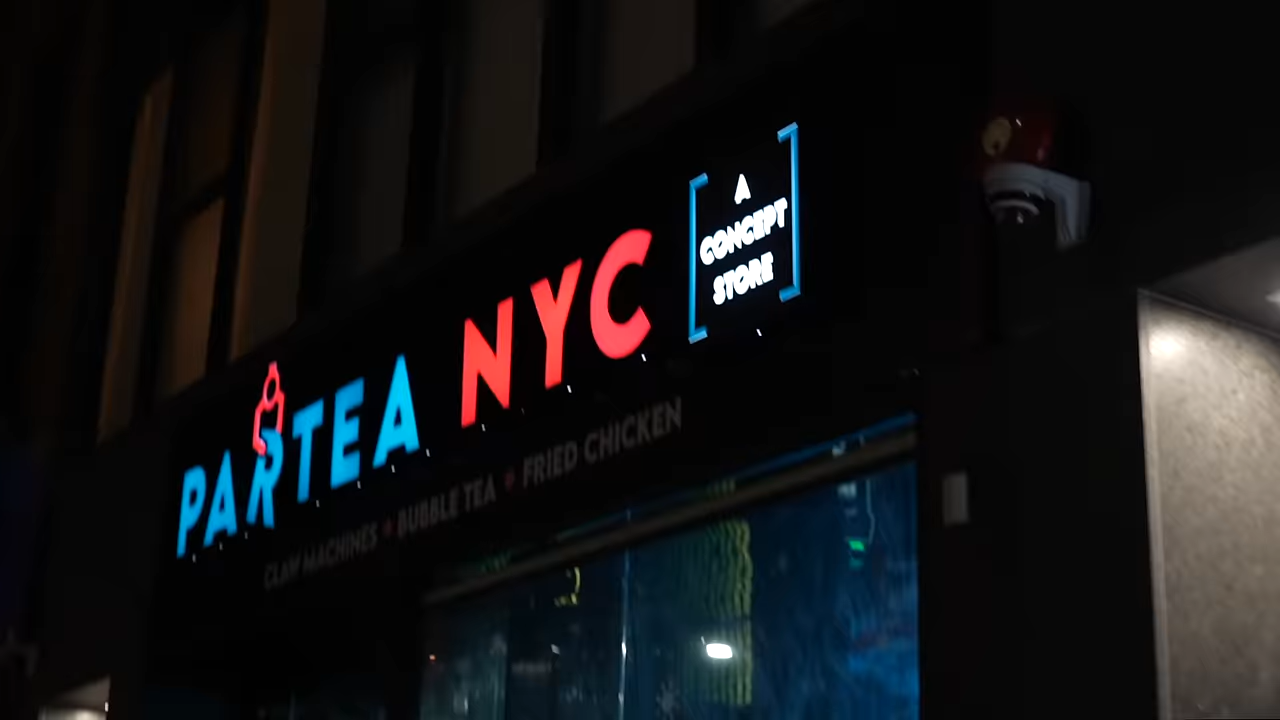 PARTEA NYC
A
CONCEPT
STORE
CLAW MACHINES • BUBBLE TEA • FRIED CHICKEN